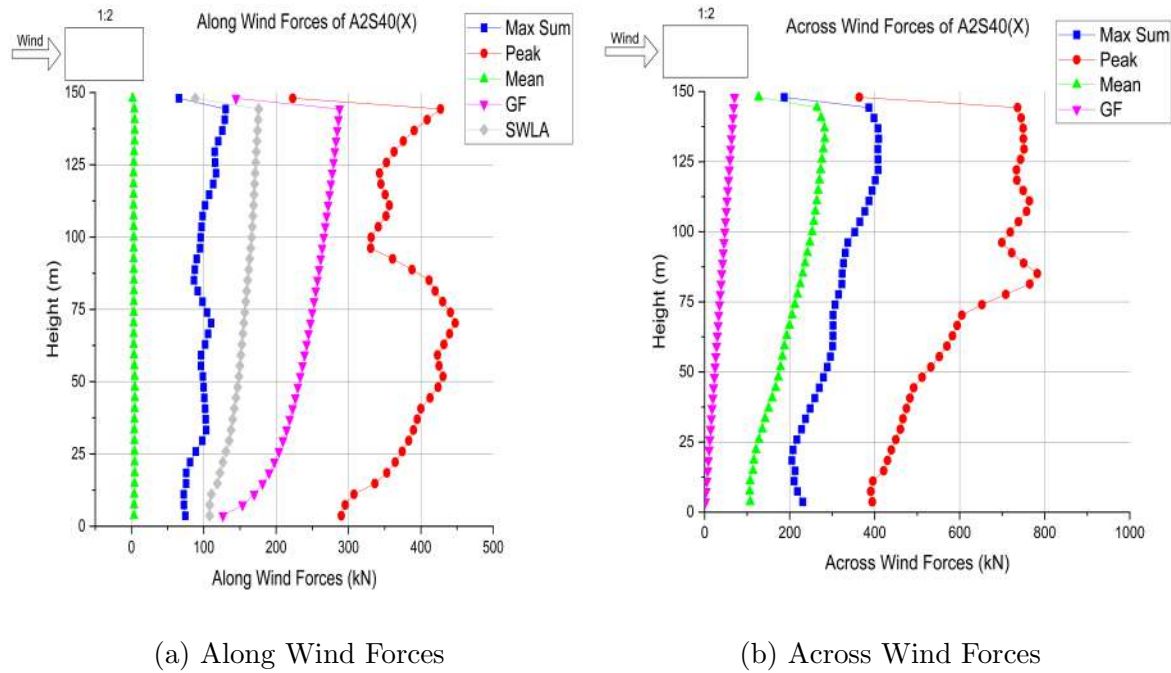 1:2
Along Wind Forces of A2S40(X)
Wind
Max Sum
Peak
Mean
GF
SWLA
150
125
100
75
50
25
0
Height (m)
0 100 200 300 400 500
Along Wind Forces (kN)
(a) Along Wind Forces
1:2
Across Wind Forces of A2S40(X)
Wind
Max Sum
Peak
Mean
GF
150
125
100
75
50
25
0
Height (m)
0 200 400 600 800 1000
Across Wind Forces (kN)
(b) Across Wind Forces